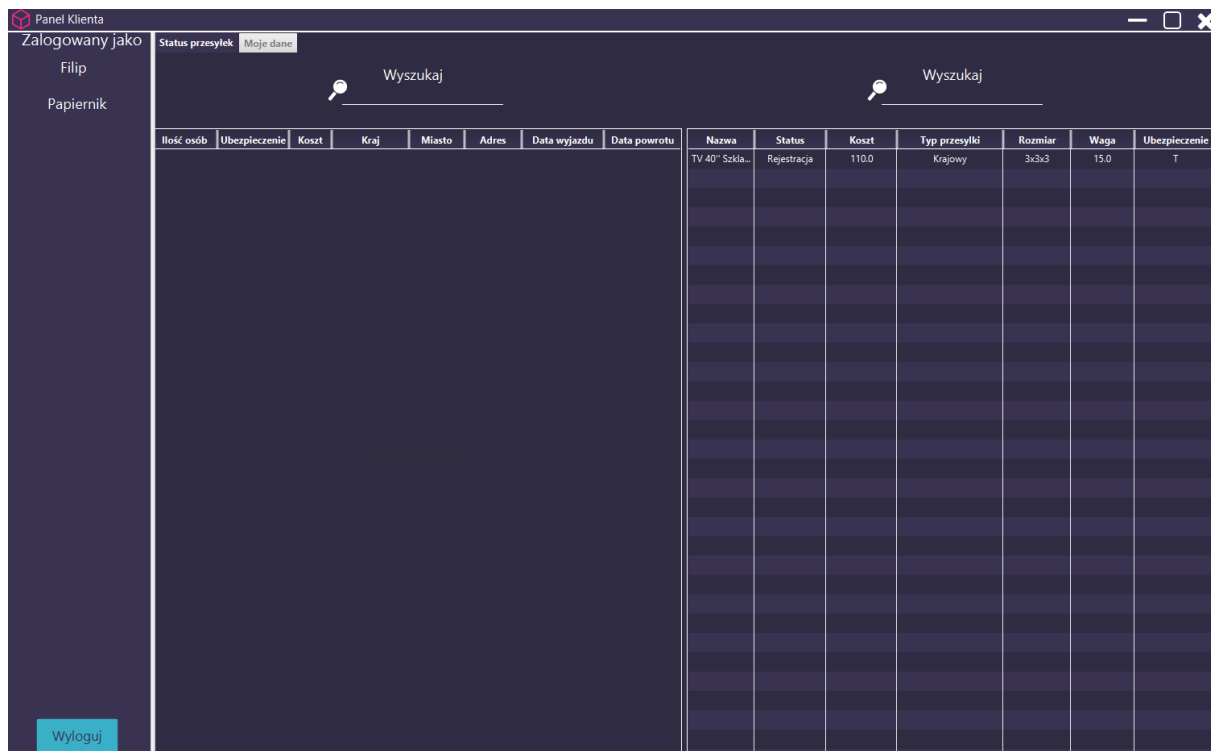 Panel Klienta
Zalogowany jako
Filip
Papiernik
Status przesyłek Moje dane
Wyszukaj
Wyszukaj
Ilość osób Ubezpieczenie Koszt Kraj Miasto Adres Data wyjazdu Data powrotu
Nazwa Status Koszt Typ przesylki Rozmiar Waga Ubezpieczenie
TV 40'' Szkla... Rejestracja 110.0 Krajowy 3x3x3 15.0 T
Wyloguj